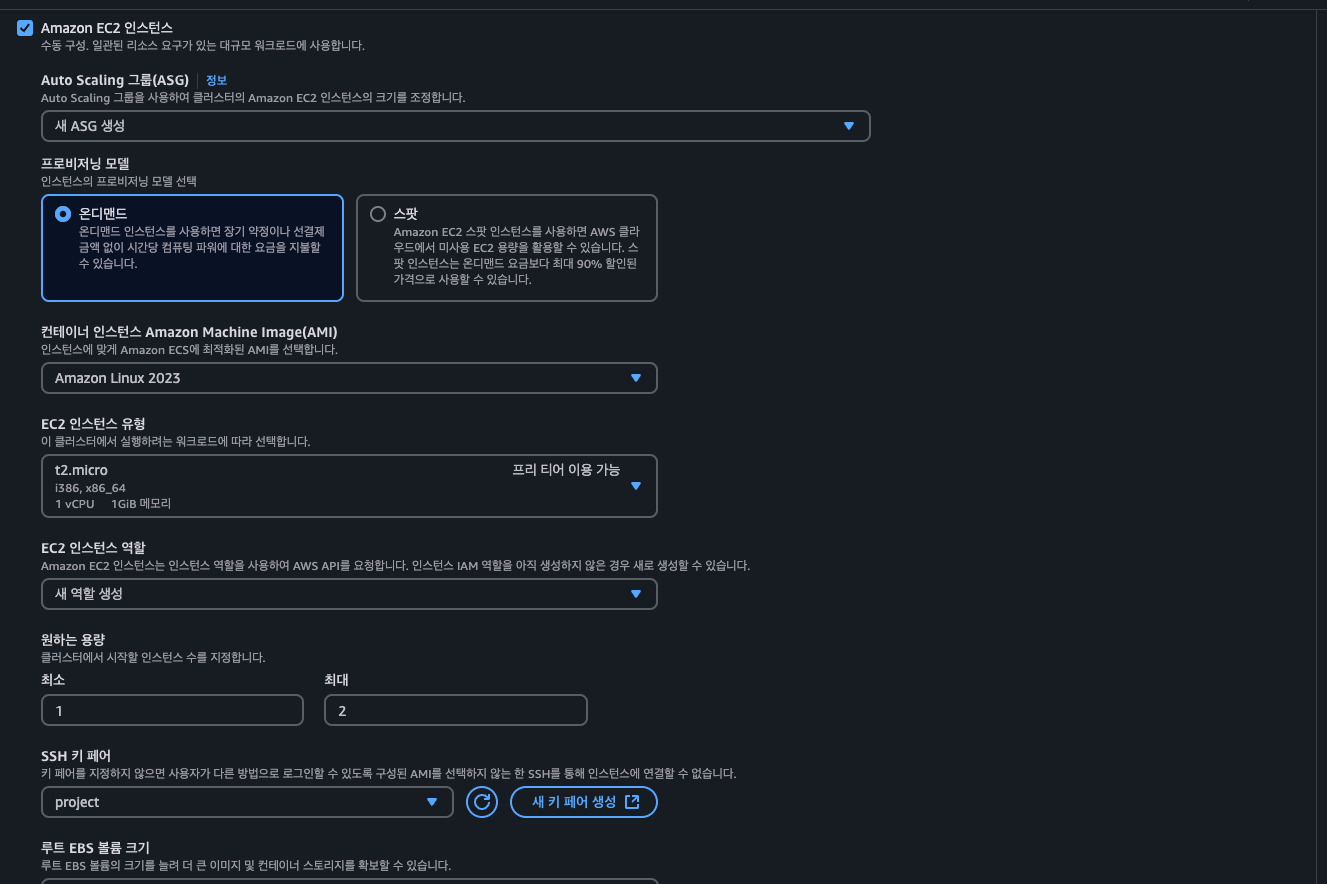 Amazon EC2 인스턴스
수동 구성. 일관된 리소스 요구가 있는 대규모 워크로드에 사용합니다.
Auto Scaling 그룹(ASG) 정보
Auto Scaling 그룹을 사용하여 클러스터의 Amazon EC2 인스턴스의 크기를 조정합니다.
새 ASG 생성
프로비저닝 모델
인스턴스의 프로비저닝 모델 선택
온디맨드
온디맨드 인스턴스를 사용하면 장기 약정이나 선결제
금액 없이 시간당 컴퓨팅 파워에 대한 요금을 지불할
수 있습니다.
스팟
Amazon EC2 스팟 인스턴스를 사용하면 AWS 클라
우드에서 미사용 EC2 용량을 활용할 수 있습니다. 스
팟 인스턴스는 온디맨드 요금보다 최대 90% 할인된
가격으로 사용할 수 있습니다.
컨테이너 인스턴스 Amazon Machine Image(AMI)
인스턴스에 맞게 Amazon ECS에 최적화된 AMI를 선택합니다.
Amazon Linux 2023
EC2 인스턴스 유형
이 클러스터에서 실행하려는 워크로드에 따라 선택합니다.
t2.micro 프리 티어 이용 가능
i386, x86_64
1 vCPU 1GiB 메모리
EC2 인스턴스 역할
Amazon EC2 인스턴스는 인스턴스 역할을 사용하여 AWS API를 요청합니다. 인스턴스 IAM 역할을 아직 생성하지 않은 경우 새로 생성할 수 있습니다.
새 역할 생성
원하는 용량
클러스터에서 시작할 인스턴스 수를 지정합니다.
최소 최대
1 2
SSH 키 페어
키 페어를 지정하지 않으면 사용자가 다른 방법으로 로그인할 수 있도록 구성된 AMI를 선택하지 않는 한 SSH를 통해 인스턴스에 연결할 수 없습니다.
project 새 키 페어 생성
루트 EBS 볼륨 크기
루트 EBS 볼륨의 크기를 늘려 더 큰 이미지 및 컨테이너 스토리지를 확보할 수 있습니다.